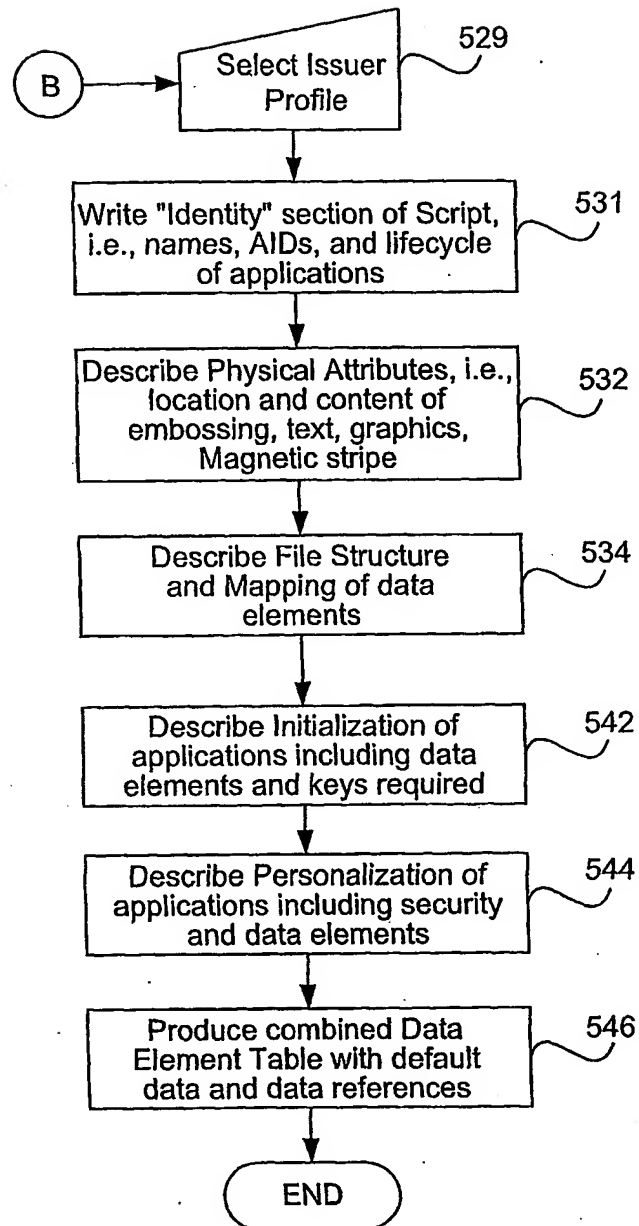 B
Select Issuer
Profile
529
Write "Identity" section of Script,
i.e., names, AIDs, and lifecycle
of applications
531
Describe Physical Attributes, i.e.,
location and content of
embossing, text, graphics,
Magnetic stripe
532
Describe File Structure
and Mapping of data
elements
534
Describe Initialization of
applications including data
elements and keys required
542
Describe Personalization of
applications including security
and data elements
544
Produce combined Data
Element Table with default
data and data references
546
END